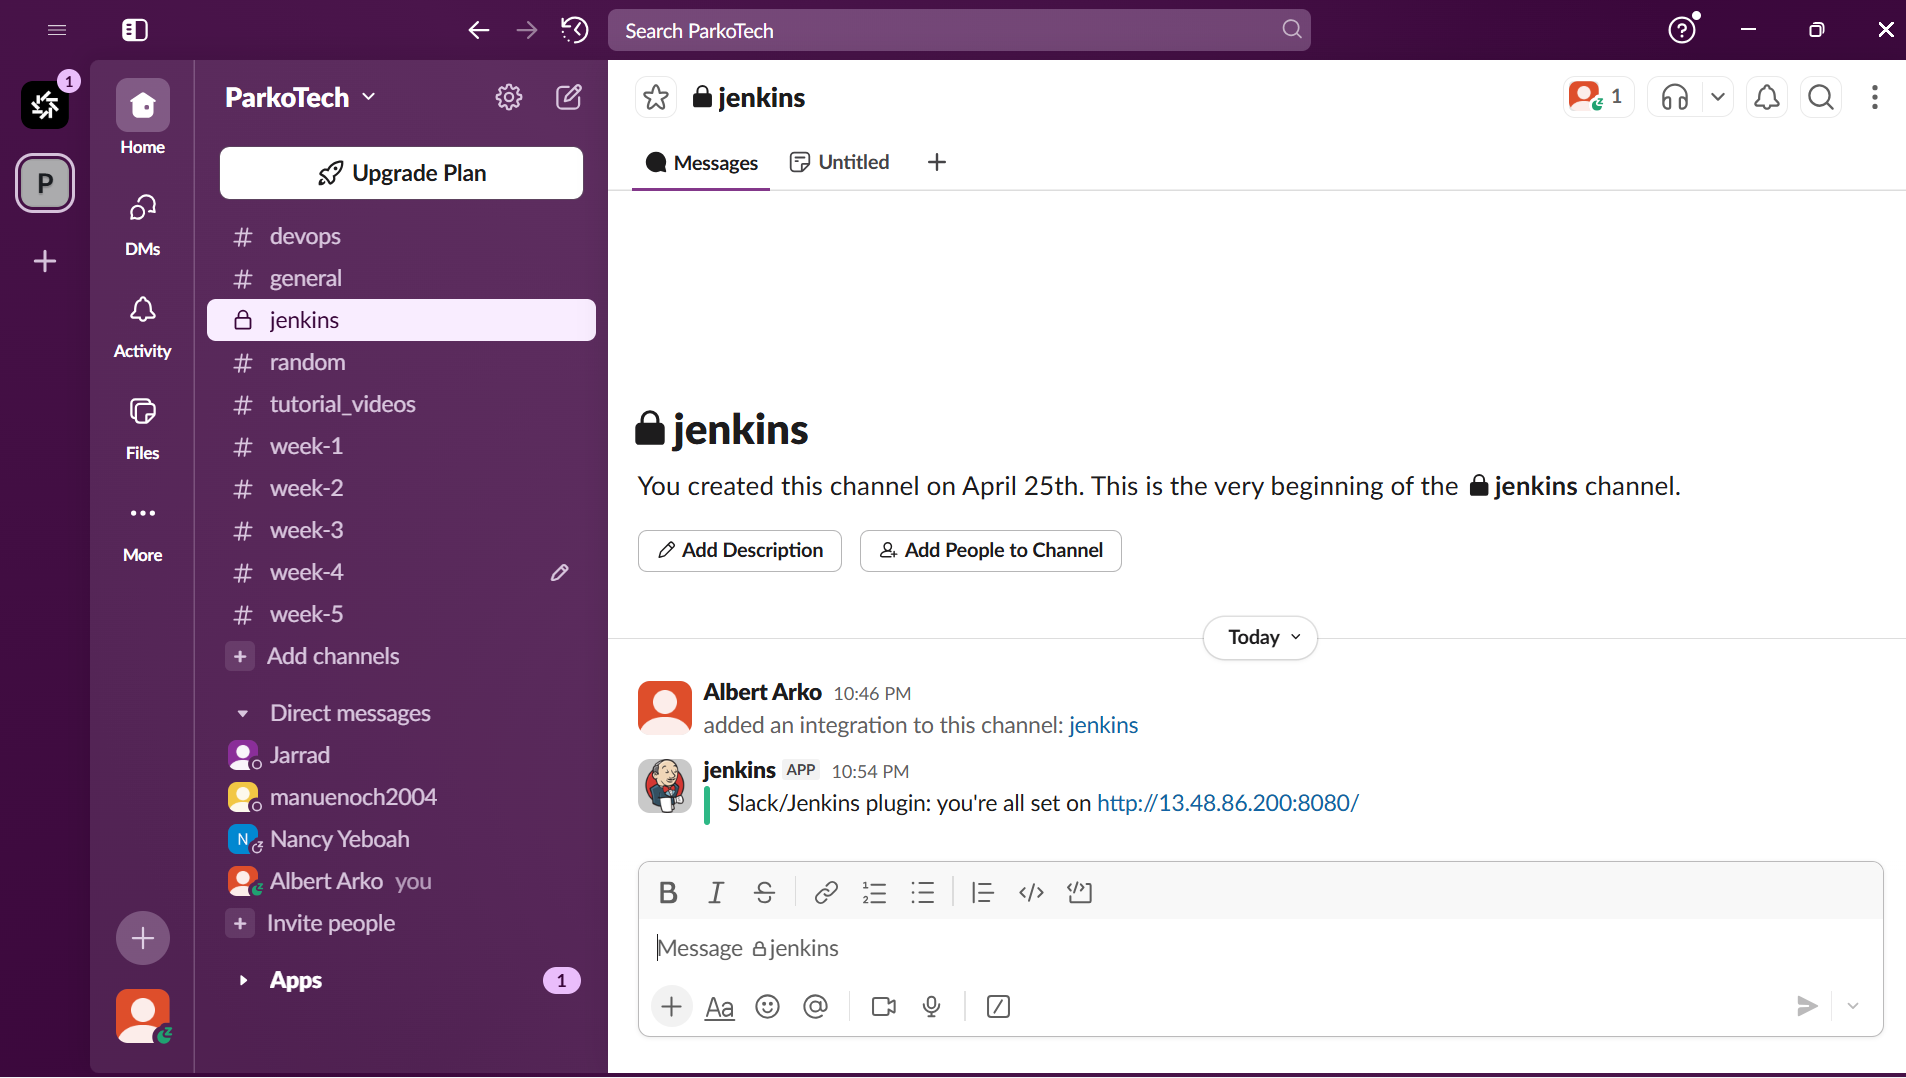 Search ParkoTech
1
P
Home
DMs
Activity
Files
More
ParkoTech
Upgrade Plan
# devops
# general
jenkins
# random
# tutorial_videos
# week-1
# week-2
# week-3
# week-4
# week-5
+ Add channels
Direct messages
Jarrad
manuenoch2004
N Nancy Yeboah
Albert Arko you
+ Invite people
Apps 1
jenkins
1
Messages Untitled +
jenkins
You created this channel on April 25th. This is the very beginning of the jenkins channel.
Add Description Add People to Channel
Today
Albert Arko 10:46 PM
added an integration to this channel: jenkins
jenkins APP 10:54 PM
Slack/Jenkins plugin: you're all set on http://13.48.86.200:8080/
Message jenkins
Aa